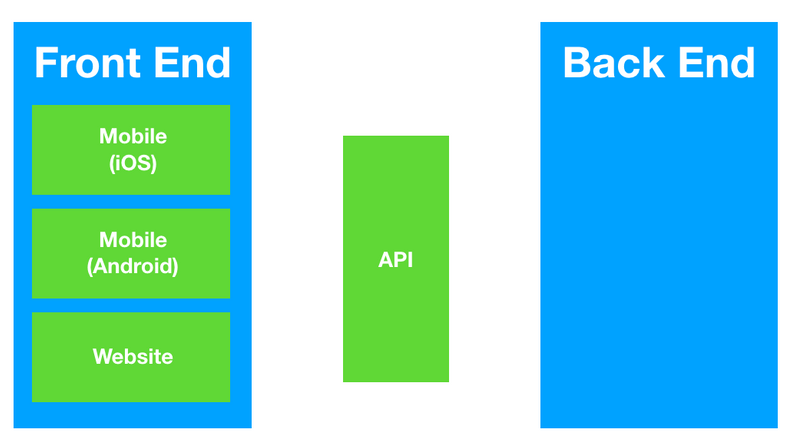 Front End
Mobile
(iOS)
Mobile
(Android)
Website
API
Back End